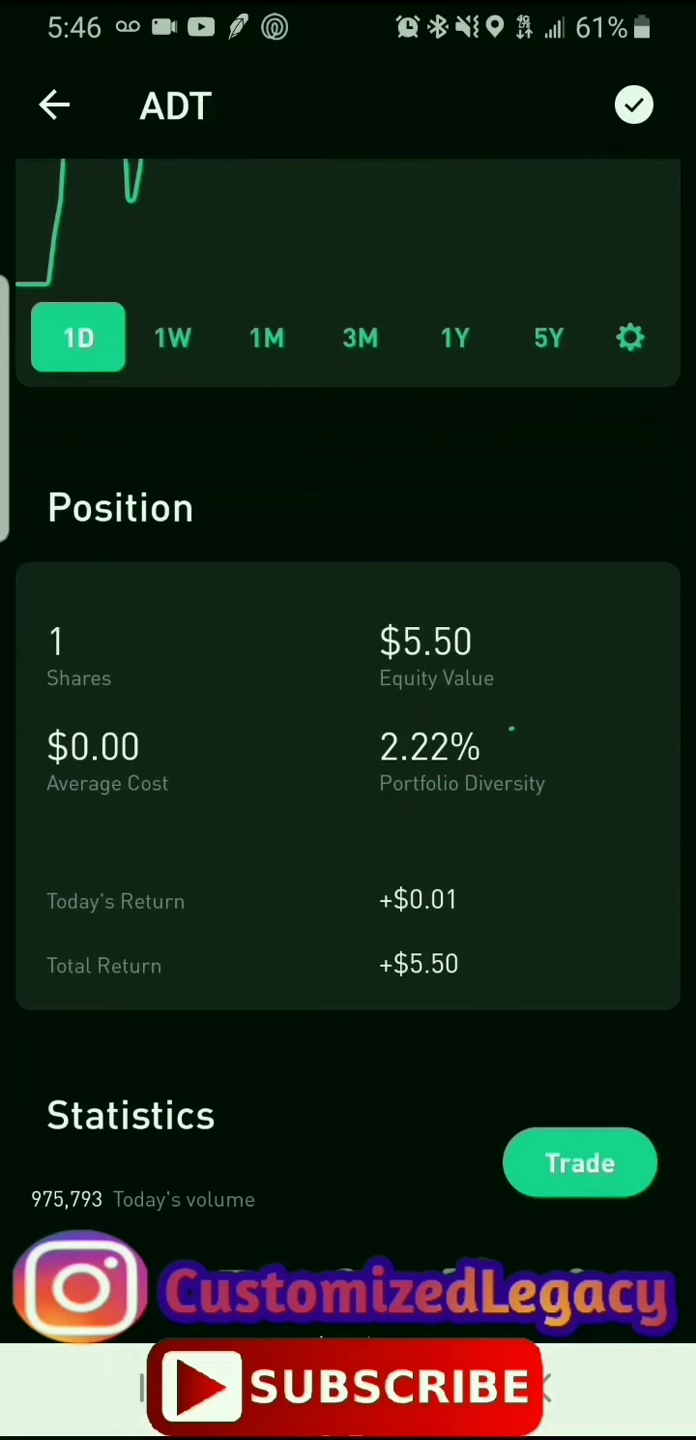 5:46 61%
ADT
1D 1W 1M 3M 1Y 5Y
Position
1 $5.50
Shares Equity Value
$0.00 2.22%
Average Cost Portfolio Diversity
Today's Return +$0.01
Total Return +$5.50
Statistics
Trade
975,793 Today's volume
CustomizedLegacy
SUBSCRIBE